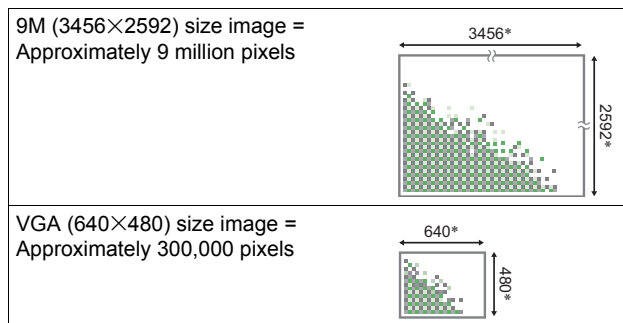 9M (3456×2592) size image =
Approximately 9 million pixels
3456*
2592*
VGA (640×480) size image =
Approximately 300,000 pixels
640*
480*